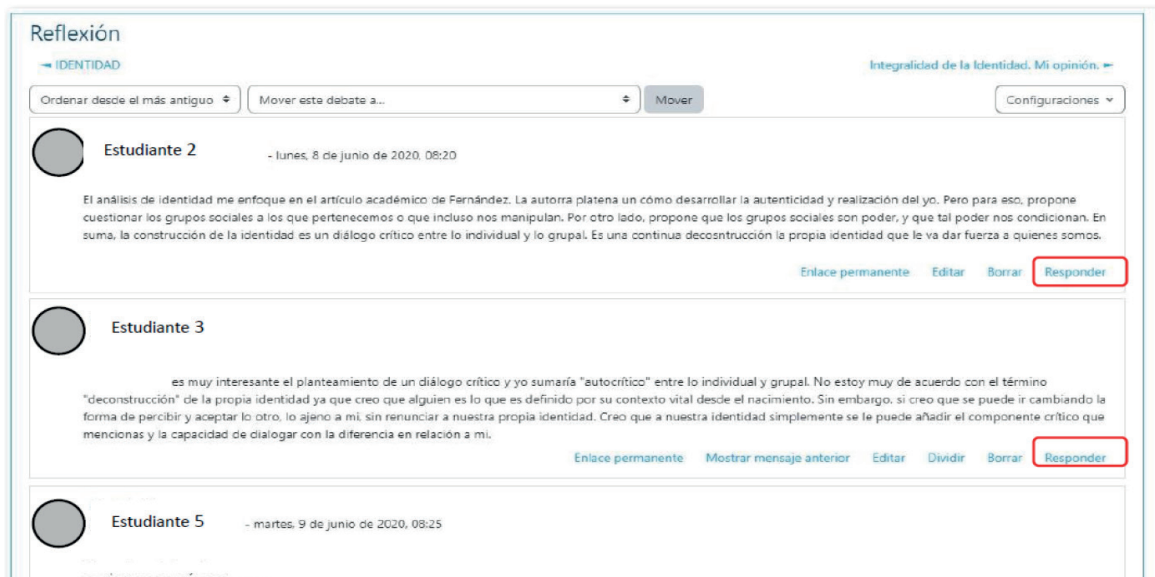 Reflexión
◄ IDENTIDAD
Integralidad de la Identidad. Mi opinión. ►
Ordenar desde el más antiguo
Mover este debate a...
Mover
Configuraciones
Estudiante 2
- lunes, 8 de junio de 2020, 08:20
El análisis de identidad me enfoque en el artículo académico de Fernández. La autorra platena un cómo desarrollar la autenticidad y realización del yo. Pero para eso, propone
cuestionar los grupos sociales a los que pertenecemos o que incluso nos manipulan. Por otro lado, propone que los grupos sociales son poder, y que tal poder nos condicionan. En
suma, la construcción de la identidad es un diálogo crítico entre lo individual y lo grupal. Es una continua decosntrucción la propia identidad que le va dar fuerza a quienes somos.
Enlace permanente Editar Borrar Responder
Estudiante 3
es muy interesante el planteamiento de un diálogo crítico y yo sumaría "autocrítico" entre lo individual y grupal. No estoy muy de acuerdo con el término
"deconstrucción" de la propia identidad ya que creo que alguien es lo que es definido por su contexto vital desde el nacimiento. Sin embargo, si creo que se puede ir cambiando la
forma de percibir y aceptar lo otro, lo ajeno a mi, sin renunciar a nuestra propia identidad. Creo que a nuestra identidad simplemente se le puede añadir el componente crítico que
mencionas y la capacidad de dialogar con la diferencia en relación a mi.
Enlace permanente Mostrar mensaje anterior Editar Dividir Borrar Responder
Estudiante 5
- martes, 9 de junio de 2020, 08:25